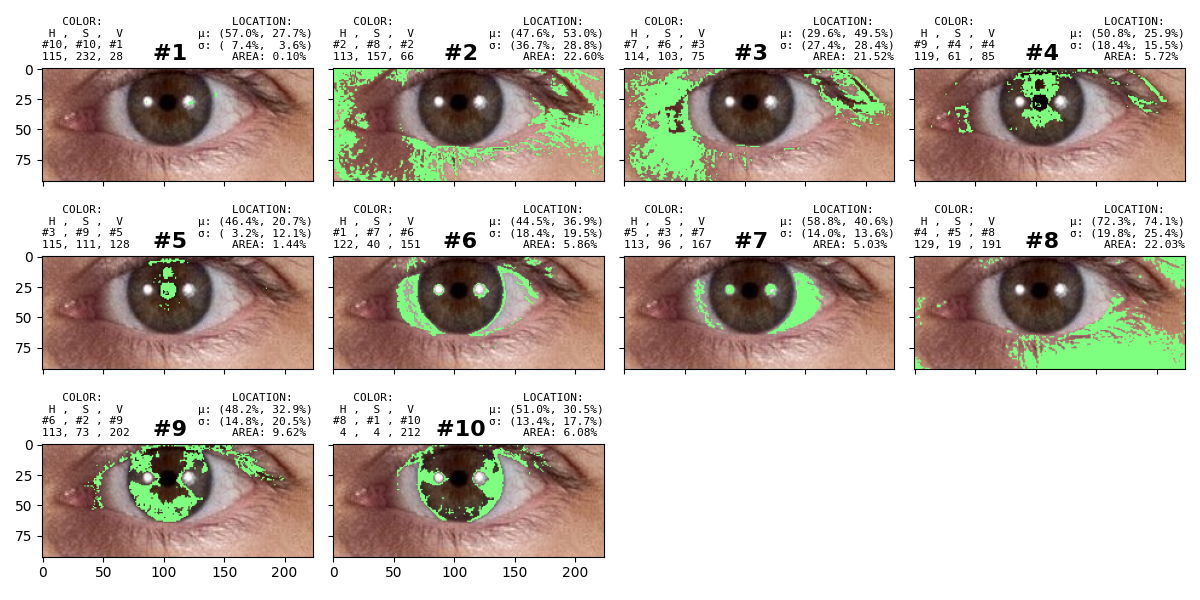 COLOR: LOCATION:
H , S , V μ: (57.0%, 27.7%)
#10, #10, #1 #1 σ: ( 7.4%, 3.6%)
115, 232, 28 AREA: 0.10%
COLOR: LOCATION:
H , S , V μ: (47.6%, 53.0%)
#2 , #8 , #2 #2 σ: (36.7%, 28.8%)
113, 157, 66 AREA: 22.60%
COLOR: LOCATION:
H , S , V μ: (29.6%, 49.5%)
#7 , #6 , #3 #3 σ: (27.4%, 28.4%)
114, 103, 75 AREA: 21.52%
COLOR: LOCATION:
H , S , V μ: (50.8%, 25.9%)
#9 , #4 , #4 #4 σ: (18.4%, 15.5%)
119, 61 , 85 AREA: 5.72%
0
25
50
75
COLOR: LOCATION:
H , S , V μ: (46.4%, 20.7%)
#3 , #9 , #5 #5 σ: ( 3.2%, 12.1%)
115, 111, 128 AREA: 1.44%
COLOR: LOCATION:
H , S , V μ: (44.5%, 36.9%)
#1 , #7 , #6 #6 σ: (18.4%, 19.5%)
122, 40 , 151 AREA: 5.86%
COLOR: LOCATION:
H , S , V μ: (58.8%, 40.6%)
#5 , #3 , #7 #7 σ: (14.0%, 13.6%)
113, 96 , 167 AREA: 5.03%
COLOR: LOCATION:
H , S , V μ: (72.3%, 74.1%)
#4 , #5 , #8 #8 σ: (19.8%, 25.4%)
129, 19 , 191 AREA: 22.03%
0
25
50
75
COLOR: LOCATION:
H , S , V μ: (48.2%, 32.9%)
#6 , #2 , #9 #9 σ: (14.8%, 20.5%)
113, 73 , 202 AREA: 9.62%
COLOR: LOCATION:
H , S , V μ: (51.0%, 30.5%)
#8 , #1 , #10 #10 σ: (13.4%, 17.7%)
4 , 4 , 212 AREA: 6.08%
0
25
50
75
0 50 100 150 200
0 50 100 150 200